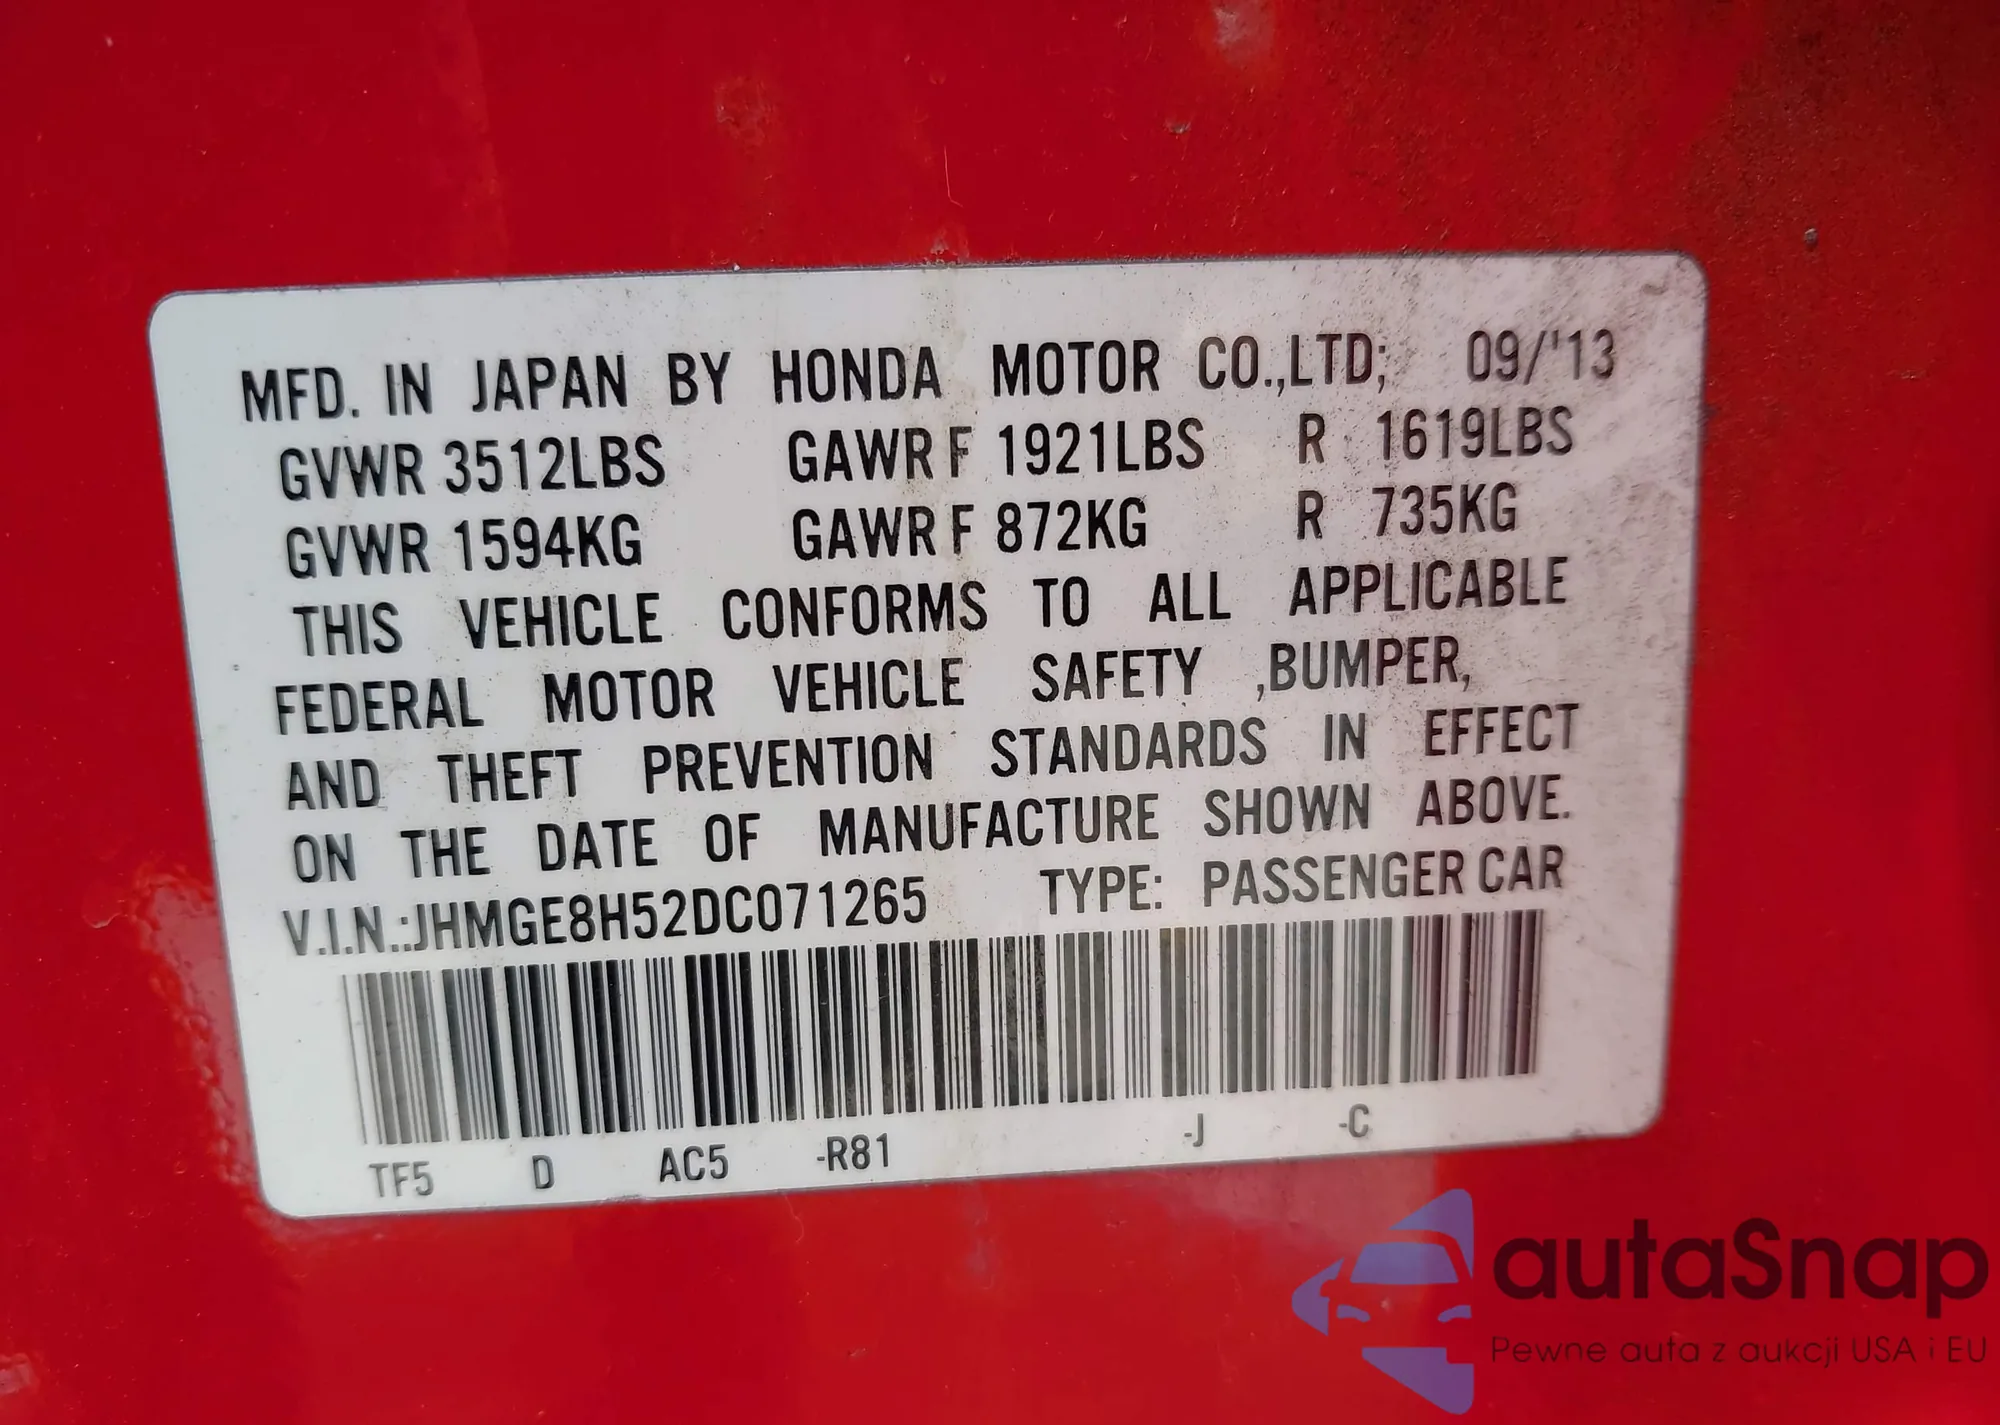 MFD. IN JAPAN BY HONDA MOTOR CO.,LTD; 09/'13
GVWR 3512LBS GAWR F 1921LBS R 1619LBS
GVWR 1594KG GAWR F 872KG R 735KG
THIS VEHICLE CONFORMS TO ALL APPLICABLE
FEDERAL MOTOR VEHICLE SAFETY ,BUMPER,
AND THEFT PREVENTION STANDARDS IN EFFECT
ON THE DATE OF MANUFACTURE SHOWN ABOVE.
V.I.N.:JHMGE8H52DC071265 TYPE: PASSENGER CAR
TF5 D AC5 -R81 -J -C
autaSnap
Pewne auta z aukcji USA i EU